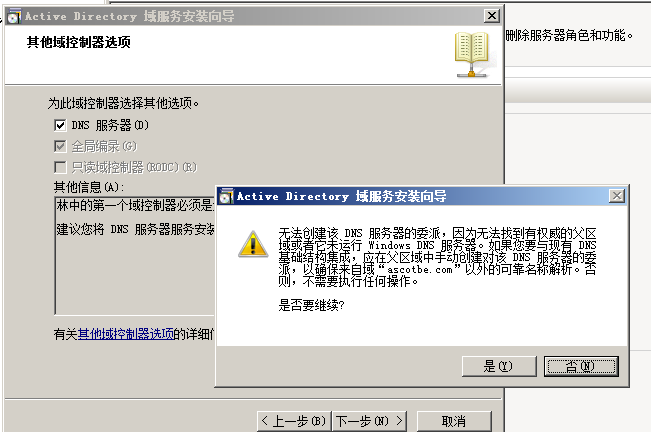 Active Directory 域服务安装向导
其他域控制器选项
删除服务器角色和功能。
为此域控制器选择其他选项。
DNS 服务器(D)
全局编录(G)
只读域控制器(RODC)(R)
其他信息(A):
林中的第一个域控制器必须是
建议您将 DNS 服务器服务安装
有关其他域控制器选项的详细
Active Directory 域服务安装向导
无法创建该 DNS 服务器的委派，因为无法找到有权威的父区
域或者它未运行 Windows DNS 服务器。如果您要与现有 DNS
基础结构集成，应在父区域中手动创建对该 DNS 服务器的委
派，以确保来自域“ascotbe.com”以外的可靠名称解析。否
则，不需要执行任何操作。
是否要继续?
是(Y)
否(N)
< 上一步(B)
下一步(N) >
取消